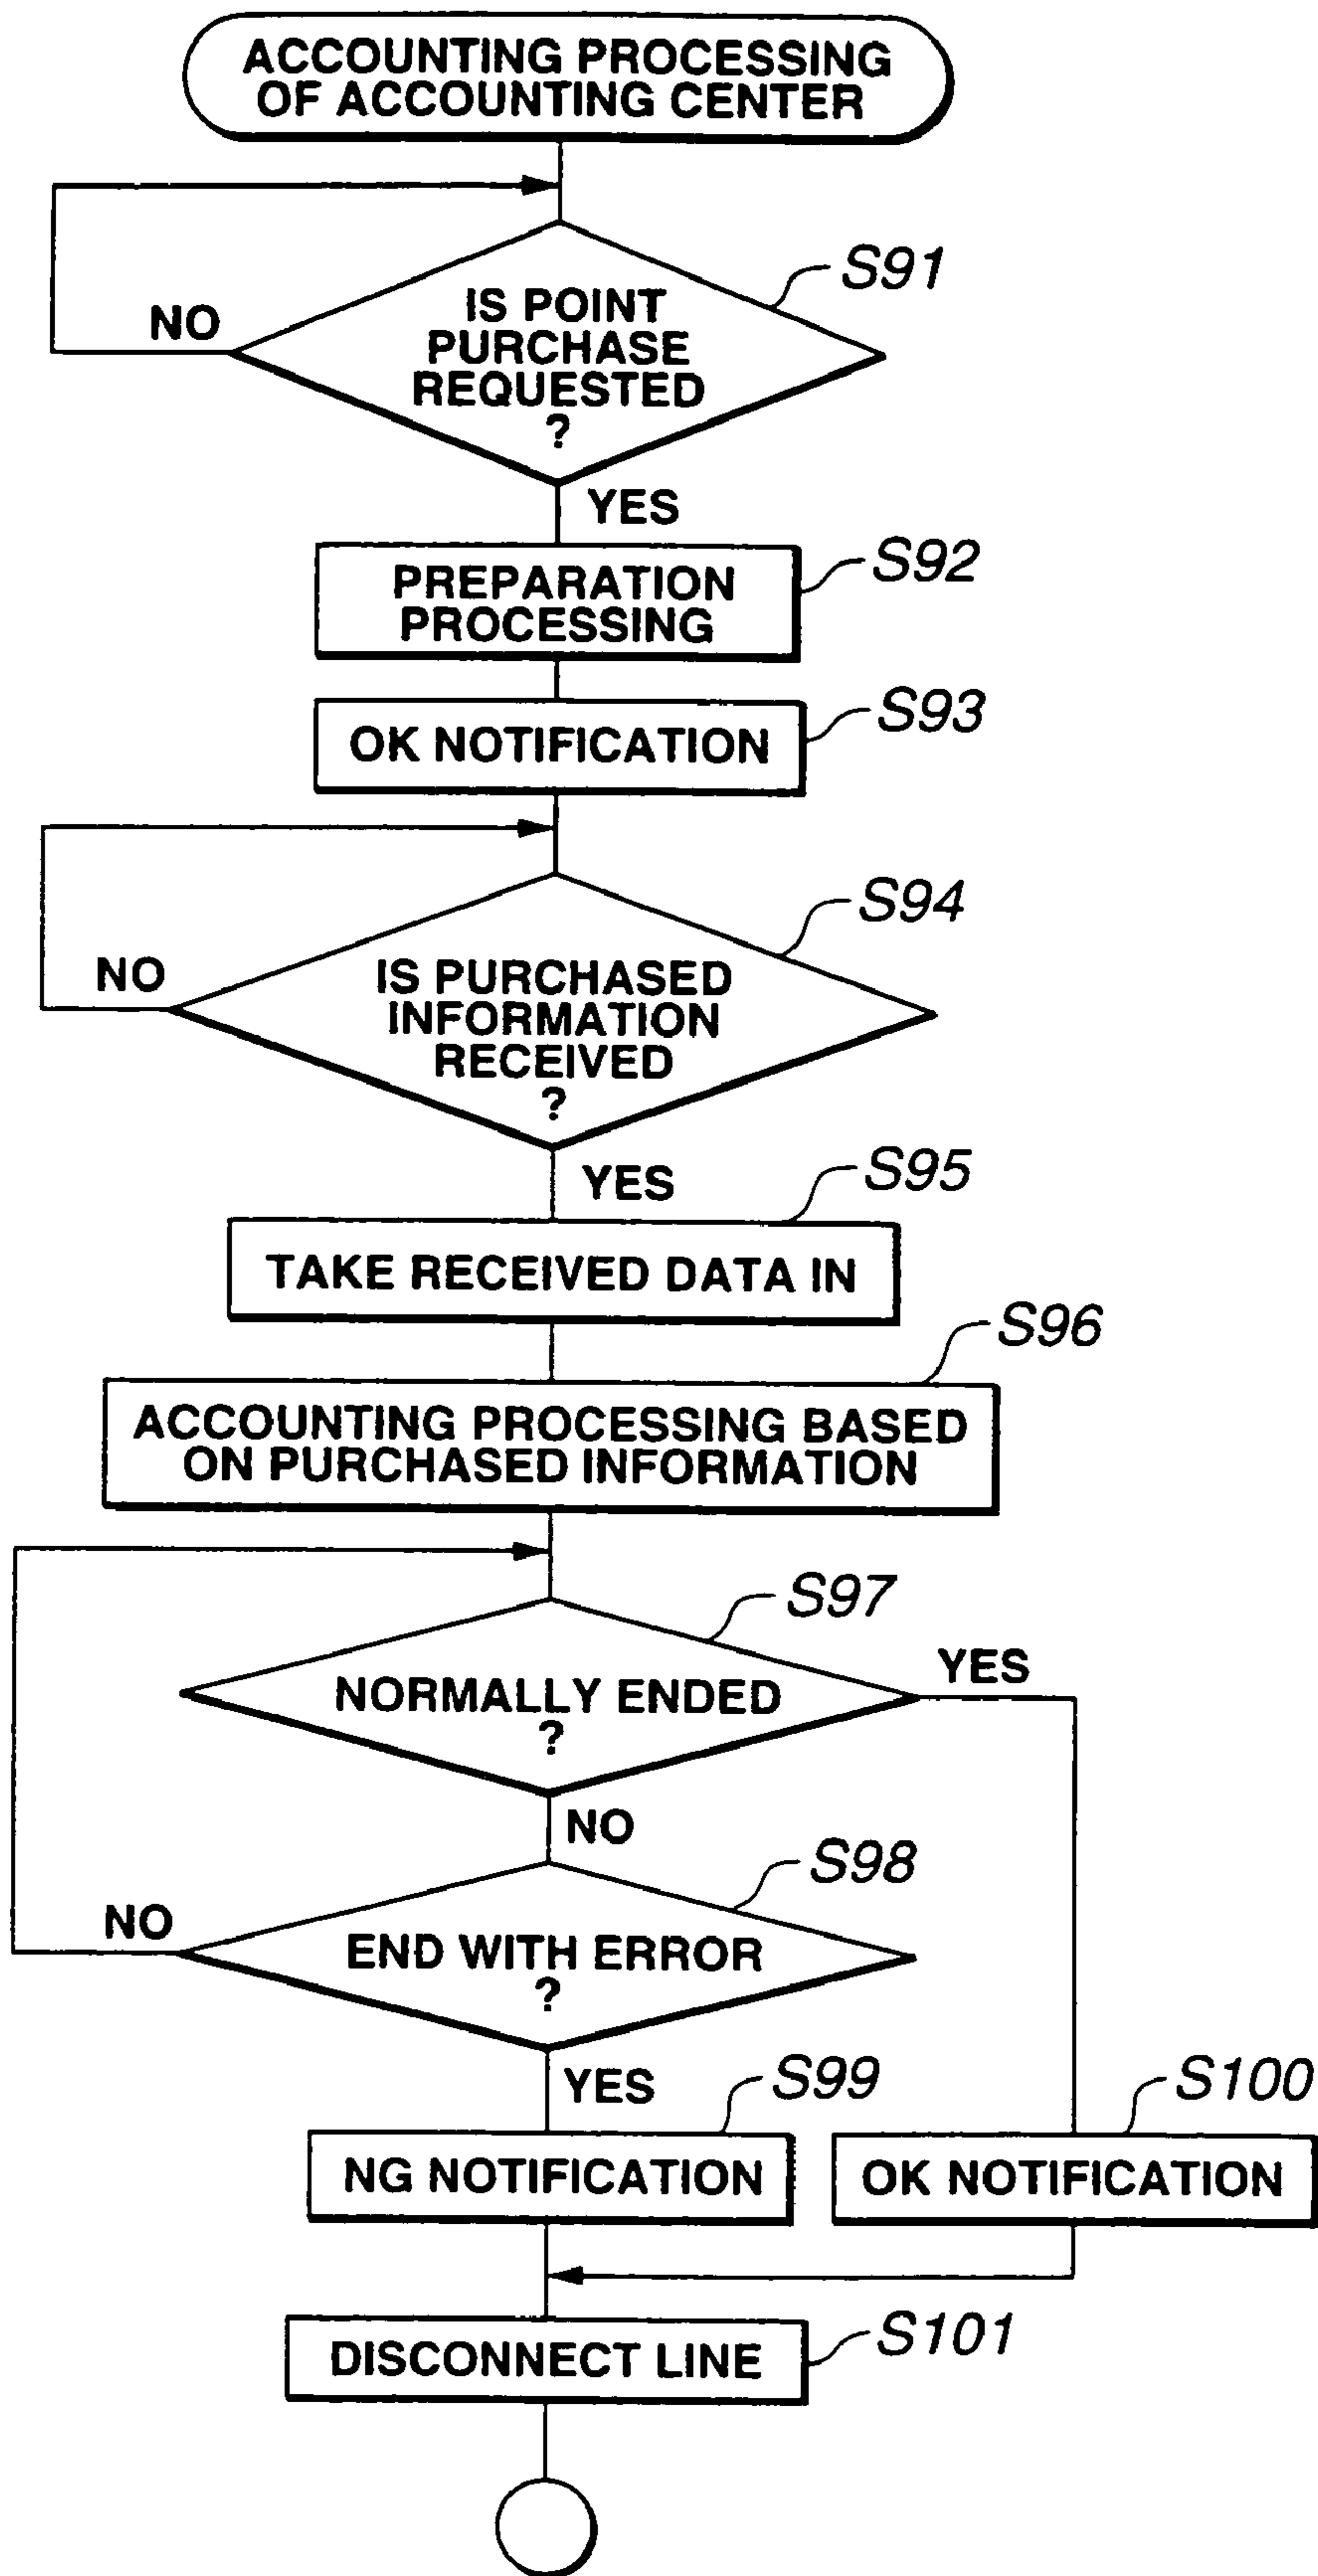 ACCOUNTING PROCESSING
OF ACCOUNTING CENTER
S91
NO
IS POINT
PURCHASE
REQUESTED
?
YES
S92
PREPARATION
PROCESSING
S93
OK NOTIFICATION
S94
NO
IS PURCHASED
INFORMATION
RECEIVED
?
YES
S95
TAKE RECEIVED DATA IN
S96
ACCOUNTING PROCESSING BASED
ON PURCHASED INFORMATION
S97
YES
NORMALLY ENDED
?
NO
S98
NO
END WITH ERROR
?
YES
S99
S100
NG NOTIFICATION
OK NOTIFICATION
S101
DISCONNECT LINE